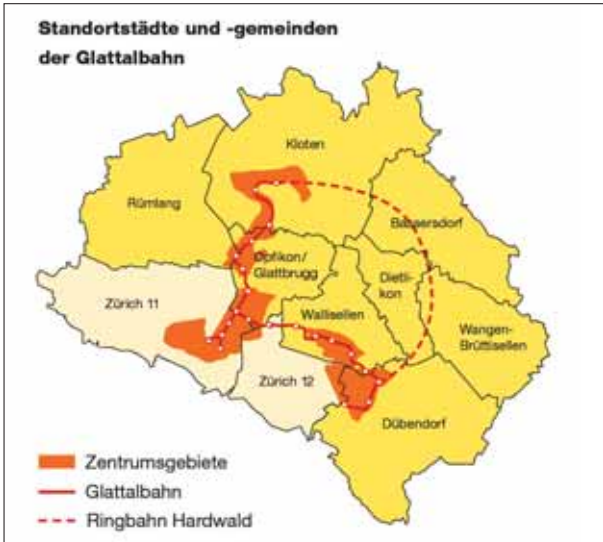 Standortstädte und -gemeinden
der Glattalbahn
Kloten
Rümlang
Bassersdorf
Opfikon/
Glattbrugg
Dietli-
kon
Zürich 11
Wallisellen
Wangen-
Brüttisellen
Zürich 12
Dübendorf
Zentrumsgebiete
Glattalbahn
Ringbahn Hardwald